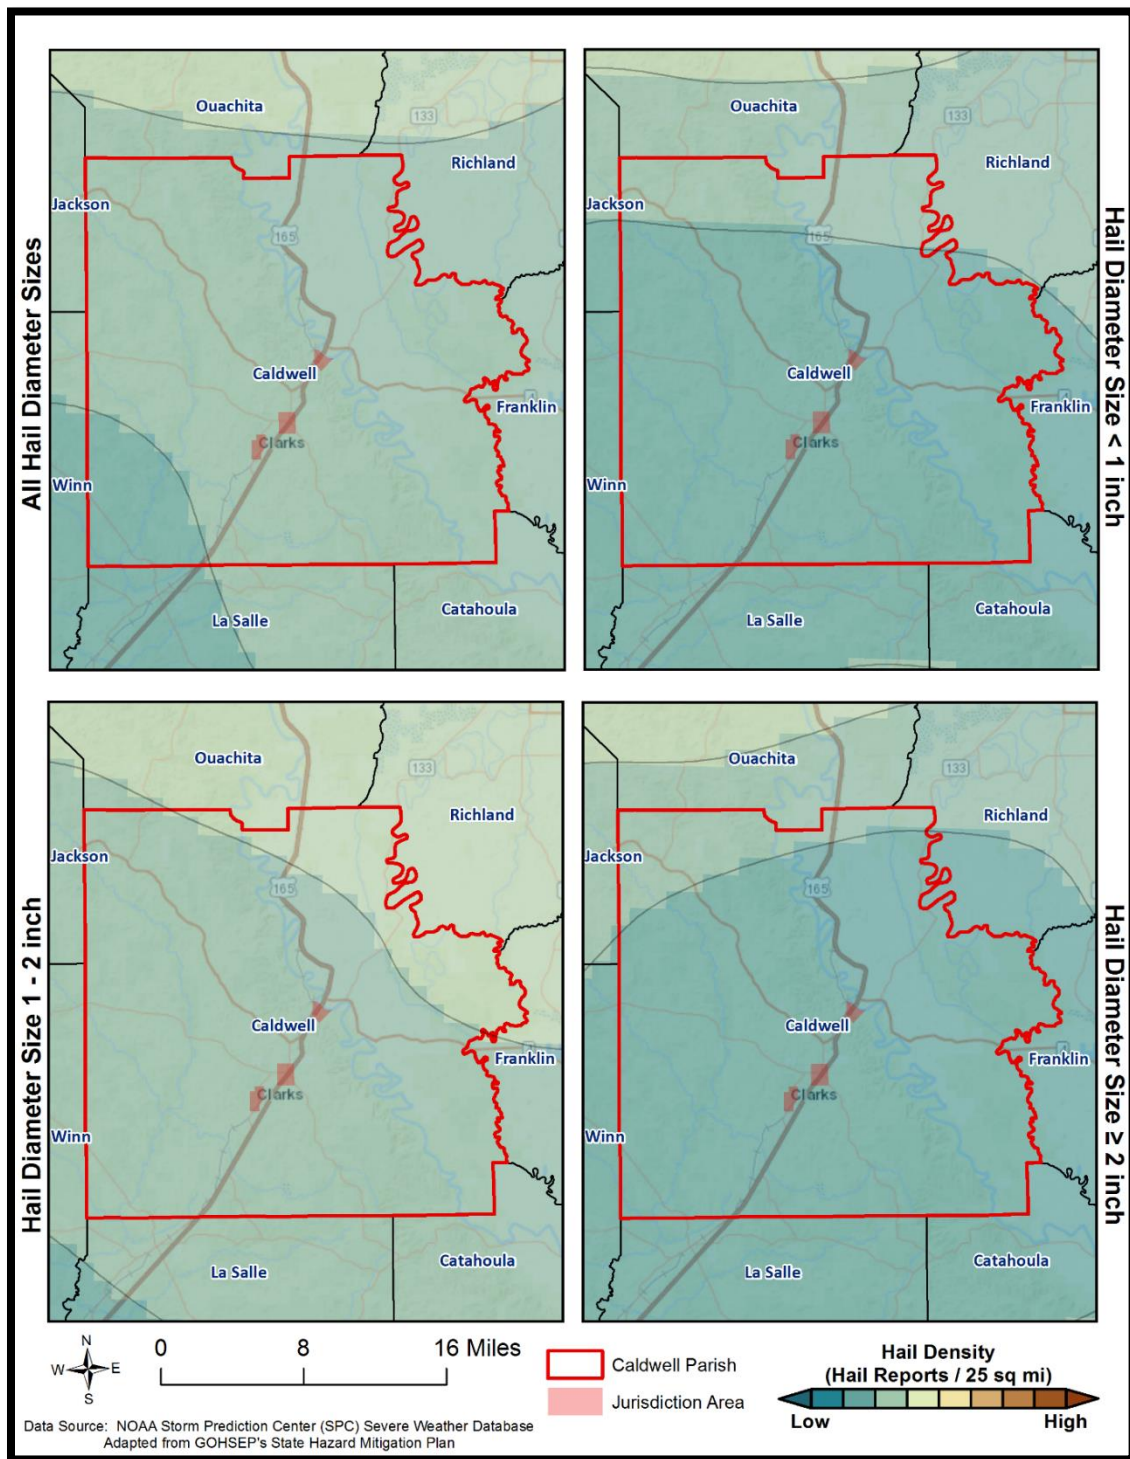 All Hail Diameter Sizes
Ouachita
133
Richland
Jackson
165
Caldwell
Franklin
Clarks
Winn
La Salle
Catahoula
Hail Diameter Size < 1 inch
Ouachita
133
Richland
Jackson
165
Caldwell
4
Franklin
Clarks
Winn
La Salle
Catahoula
Hail Diameter Size 1 - 2 inch
Ouachita
133
Richland
Jackson
165
Caldwell
4
Franklin
Clarks
Winn
La Salle
Catahoula
Hail Diameter Size ≥ 2 inch
Ouachita
133
Richland
Jackson
165
Caldwell
4
Franklin
Clarks
Winn
La Salle
Catahoula
N
W E
S
0 8 16 Miles
Caldwell Parish
Jurisdiction Area
Hail Density
(Hail Reports / 25 sq mi)
Low High
Data Source: NOAA Storm Prediction Center (SPC) Severe Weather Database
Adapted from GOHSEP's State Hazard Mitigation Plan